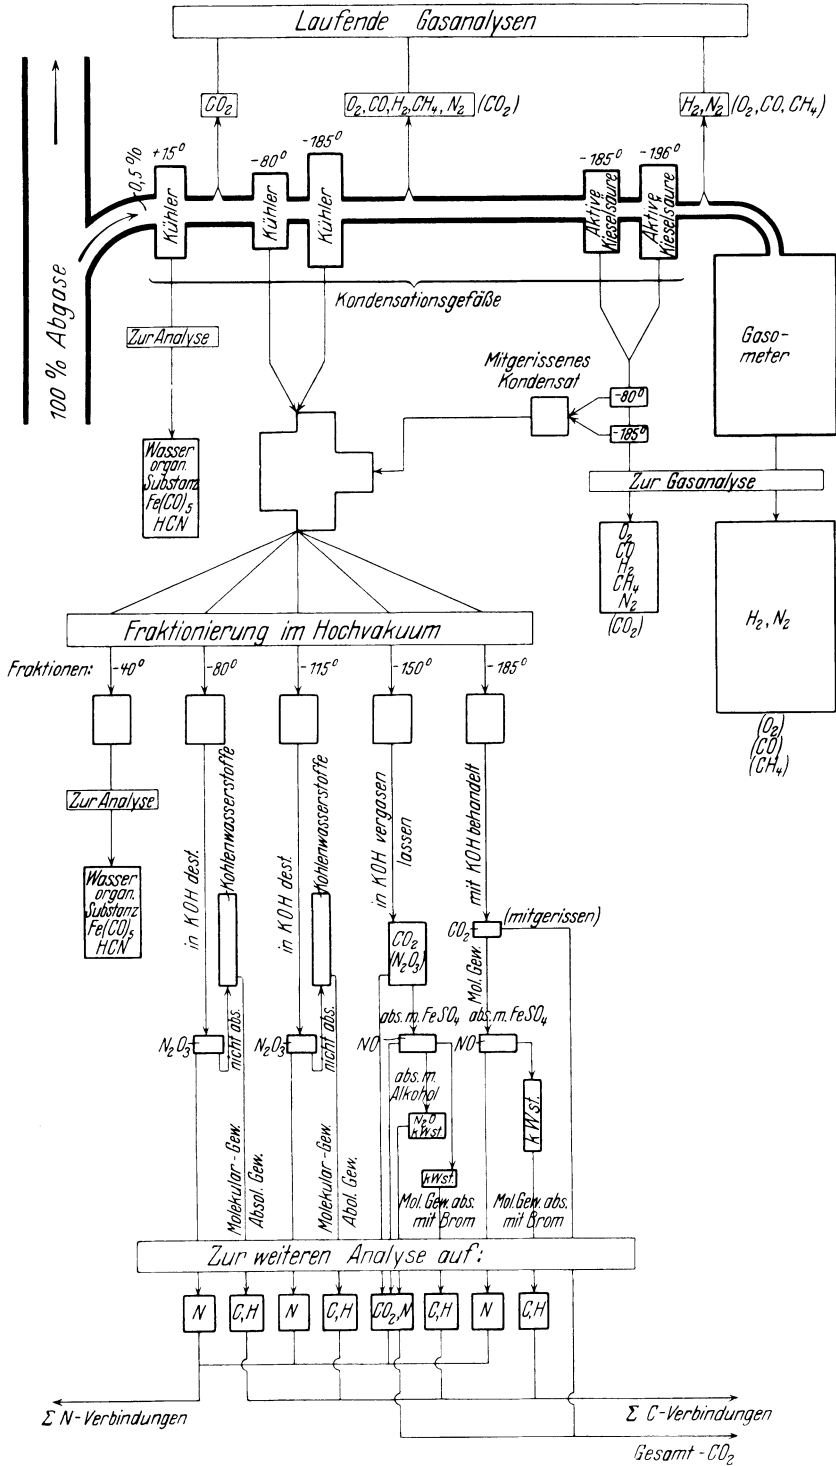 Laufende Gasanalysen
CO₂
O₂, CO, H₂, CH₄, N₂ (CO₂)
H₂, N₂ (O₂, CO, CH₄)
100 % Abgase
~0,5 %
+15°
-80°
-185°
-185°
-196°
Kühler
Kühler
Kühler
Aktive
Kieselsäure
Aktive
Kieselsäure
Kondensationsgefäße
Gaso-
meter
Zur Analyse
Wasser
organ.
Substanz
Fe(CO)₅
HCN
Mitgerissenes
Kondensat
-80°
-185°
Zur Gasanalyse
O₂
CO
H₂
CH₄
N₂
(CO₂)
H₂, N₂
(O₂)
(CO)
(CH₄)
Fraktionierung im Hochvakuum
Fraktionen:
-40°
-80°
-115°
-150°
-185°
Zur Analyse
Wasser
organ.
Substanz
Fe(CO)₅
HCN
in KOH dest.
Kohlenwasserstoffe
in KOH dest.
Kohlenwasserstoffe
in KOH vergasen
lassen
mit KOH behandelt
CO₂
(N₂O₃)
CO₂
(mitgerissen)
Mol. Gew.
N₂O₃
nicht abs.
N₂O₃
nicht abs.
abs. m. FeSO₄
abs. m. FeSO₄
NO
NO
abs. m.
Alkohol
N₂O
kWst.
kWst.
kWst.
Molekular-Gew.
Absol. Gew.
Molekular-Gew.
Abol. Gew.
Mol. Gew. abs.
mit Brom
Mol. Gew. abs.
mit Brom
Zur weiteren Analyse auf:
N
C,H
N
C,H
CO₂,N
C,H
N
C,H
Σ N-Verbindungen
Σ C-Verbindungen
Gesamt-CO₂